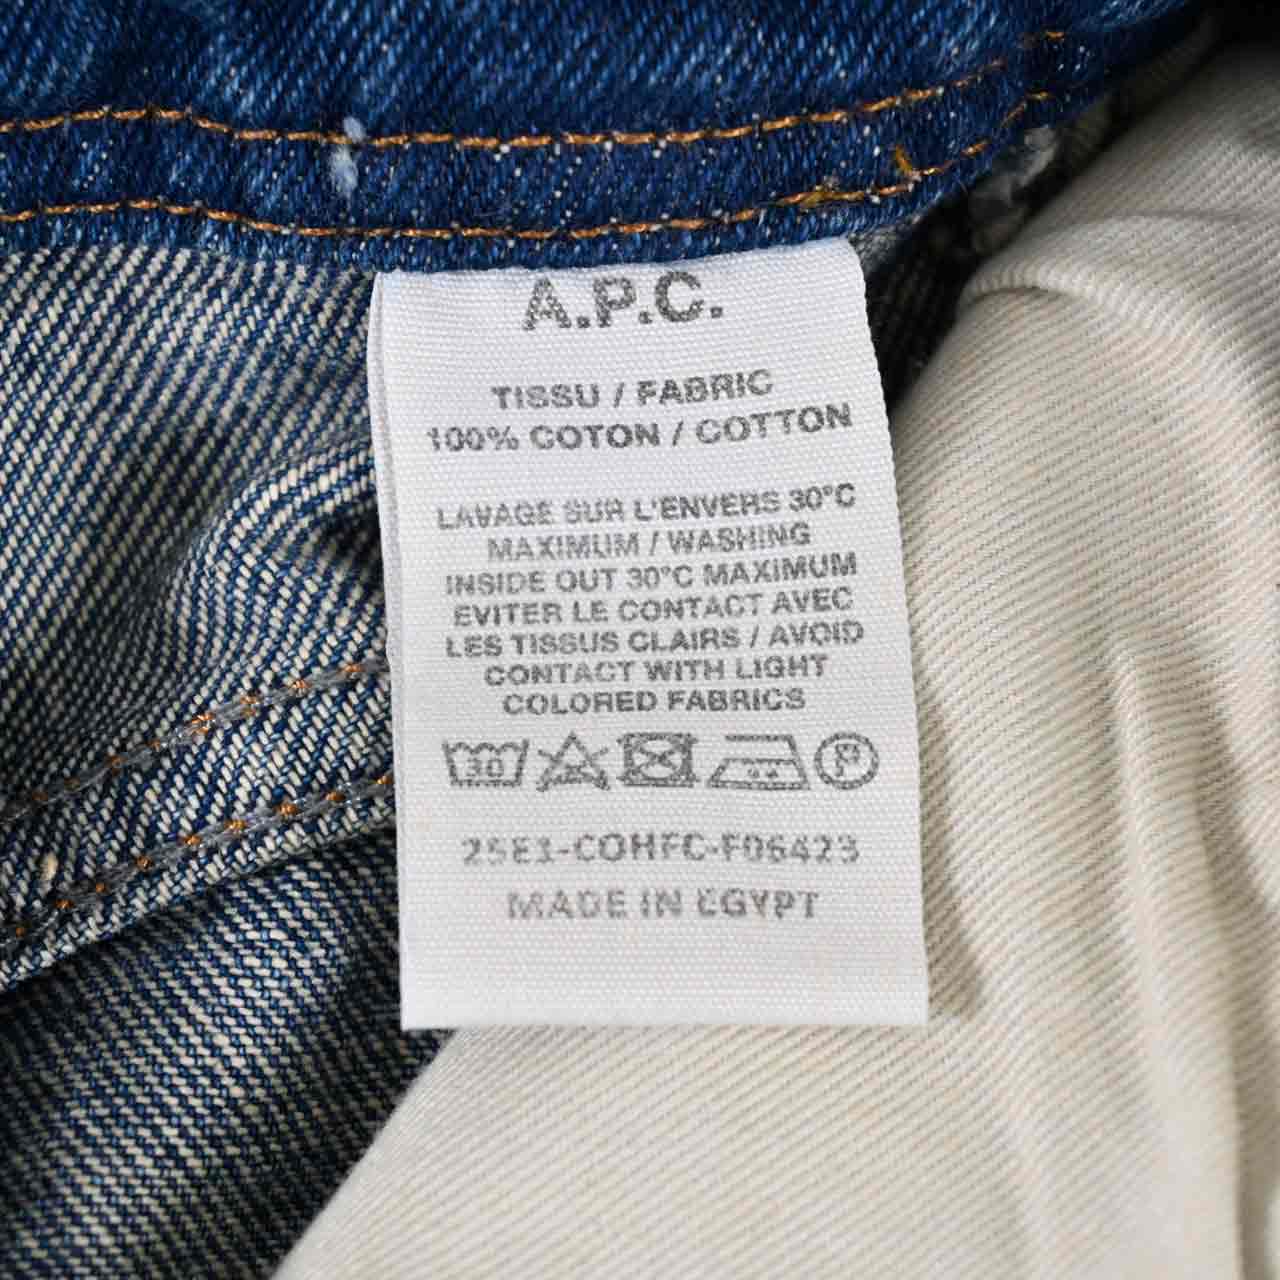 A.P.C.
TISSU / FABRIC
100% COTON / COTTON
LAVAGE SUR L'ENVERS 30°C
MAXIMUM / WASHING
INSIDE OUT 30°C MAXIMUM
EVITER LE CONTACT AVEC
LES TISSUS CLAIRS / AVOID
CONTACT WITH LIGHT
COLORED FABRICS
30 P
25E1-COHFC-F06423
MADE IN EGYPT